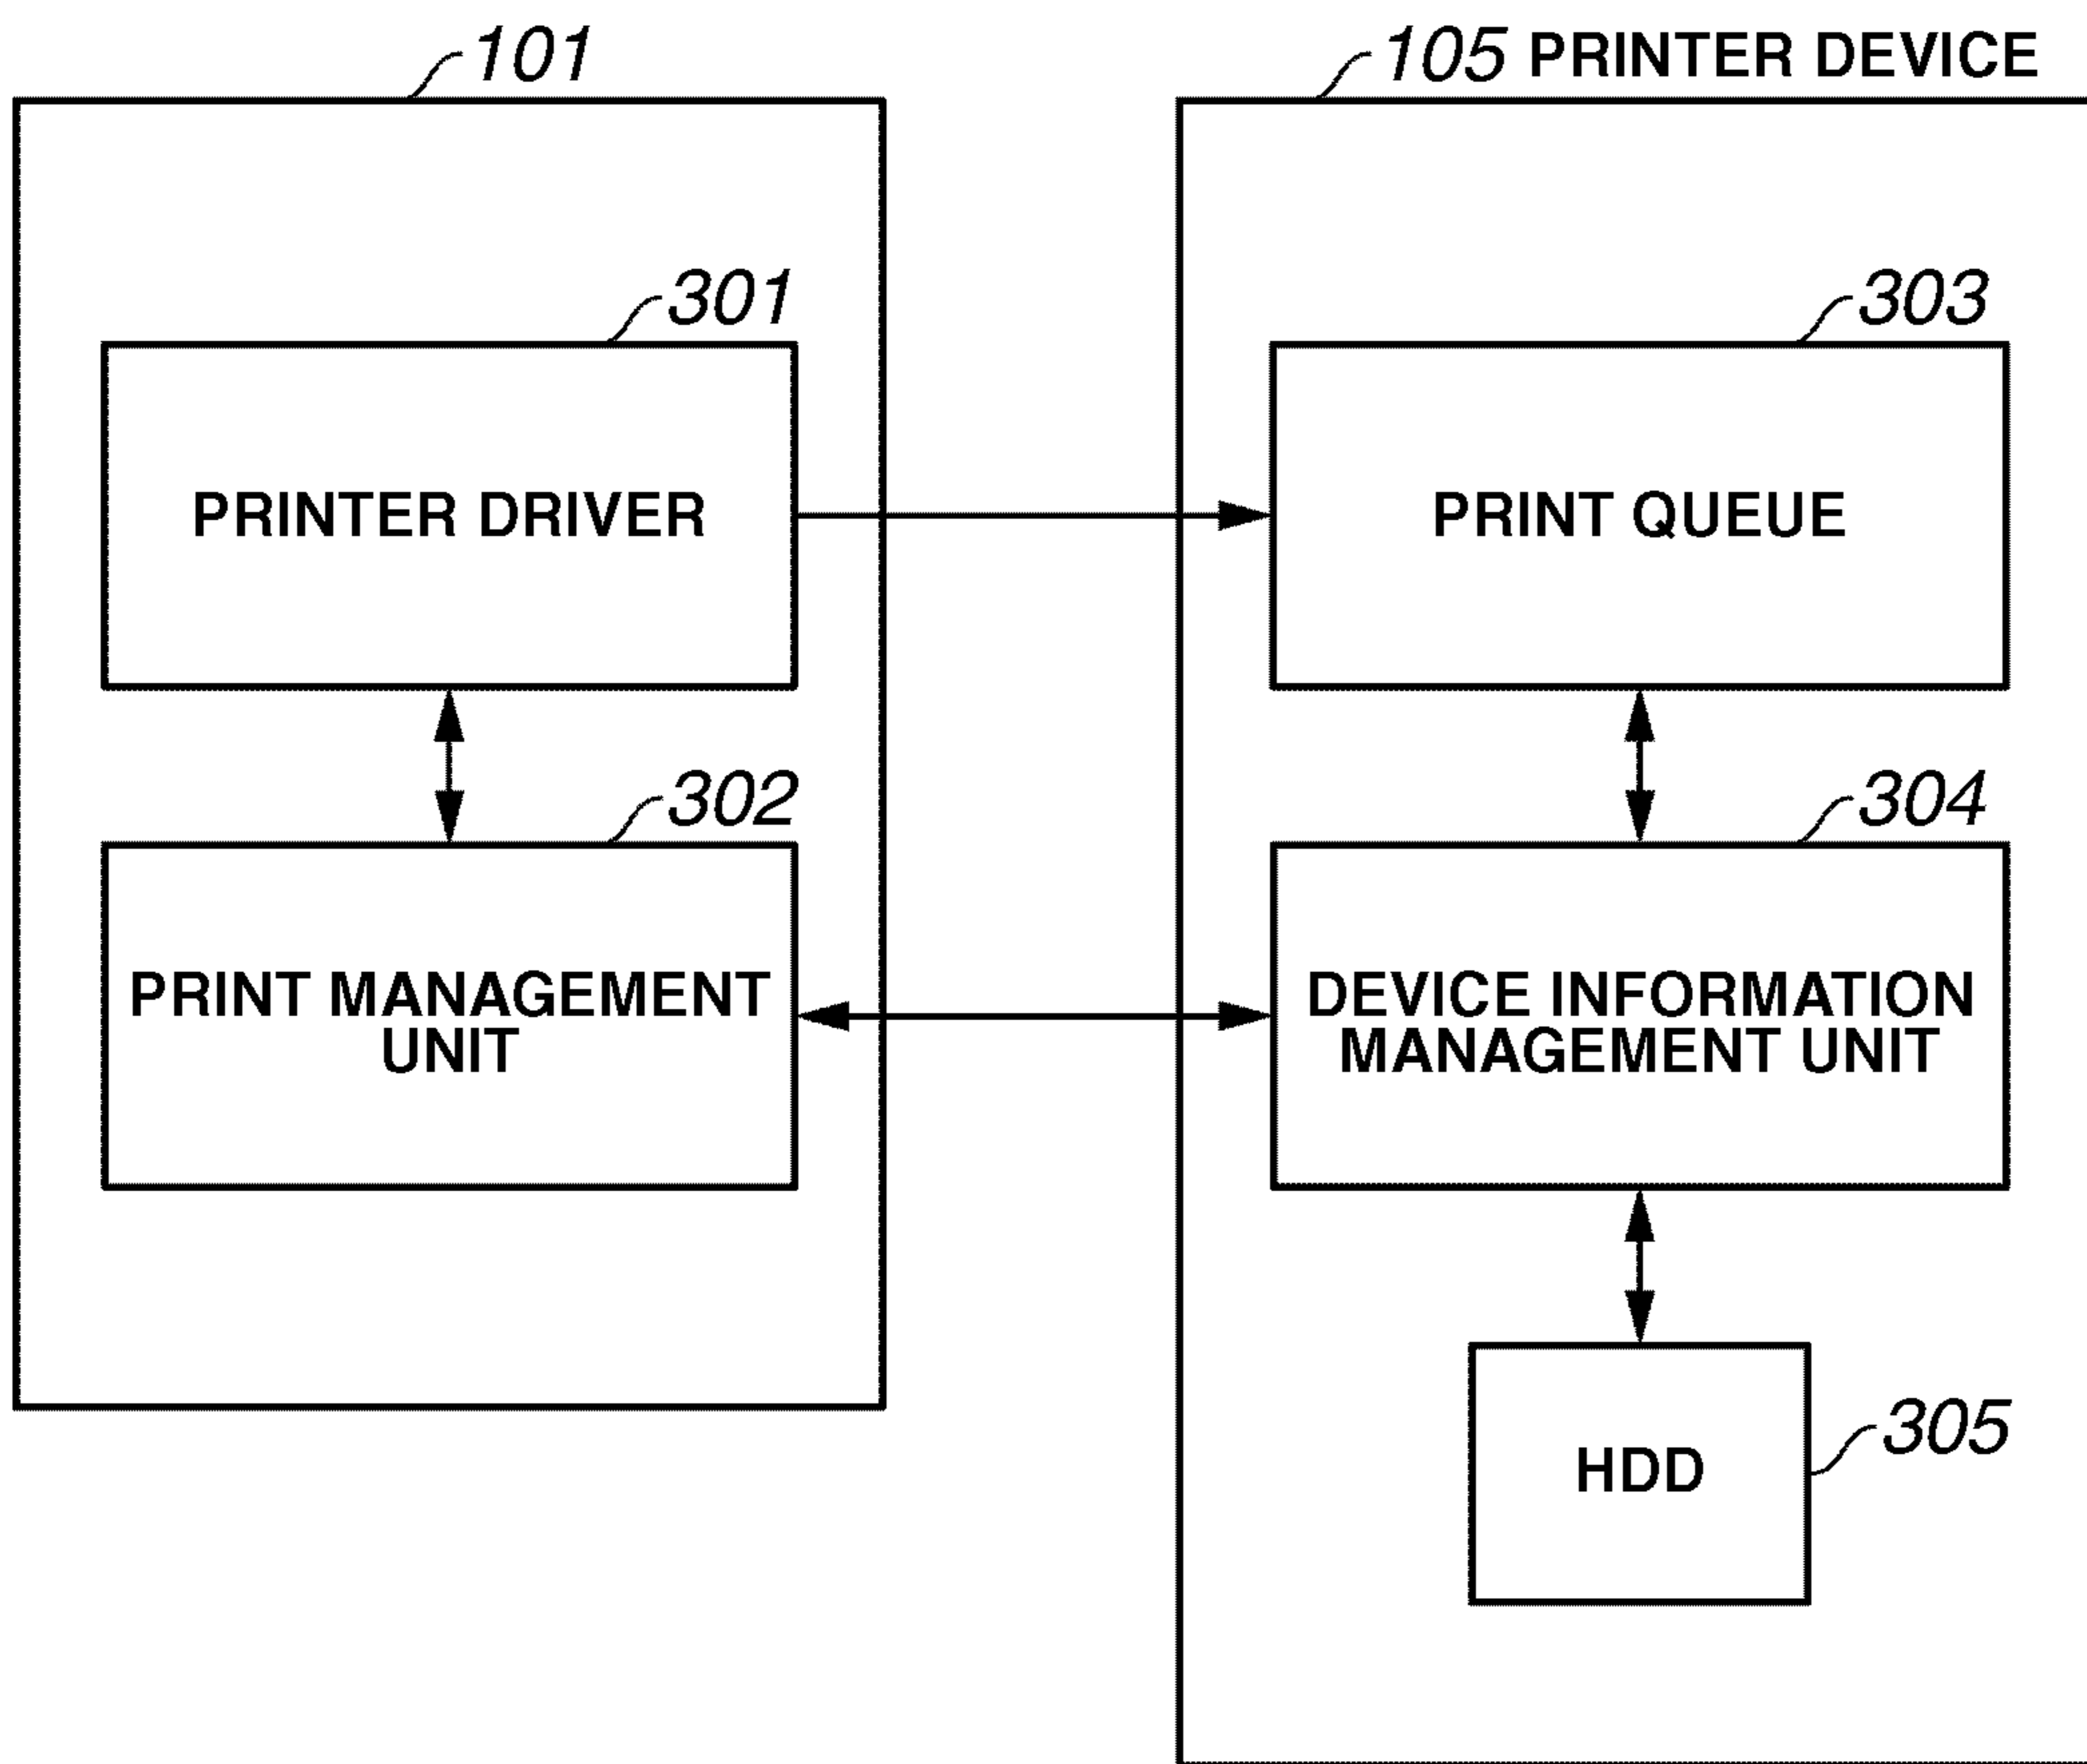 101
105 PRINTER DEVICE
301
PRINTER DRIVER
302
PRINT MANAGEMENT
UNIT
303
PRINT QUEUE
304
DEVICE INFORMATION
MANAGEMENT UNIT
HDD
305